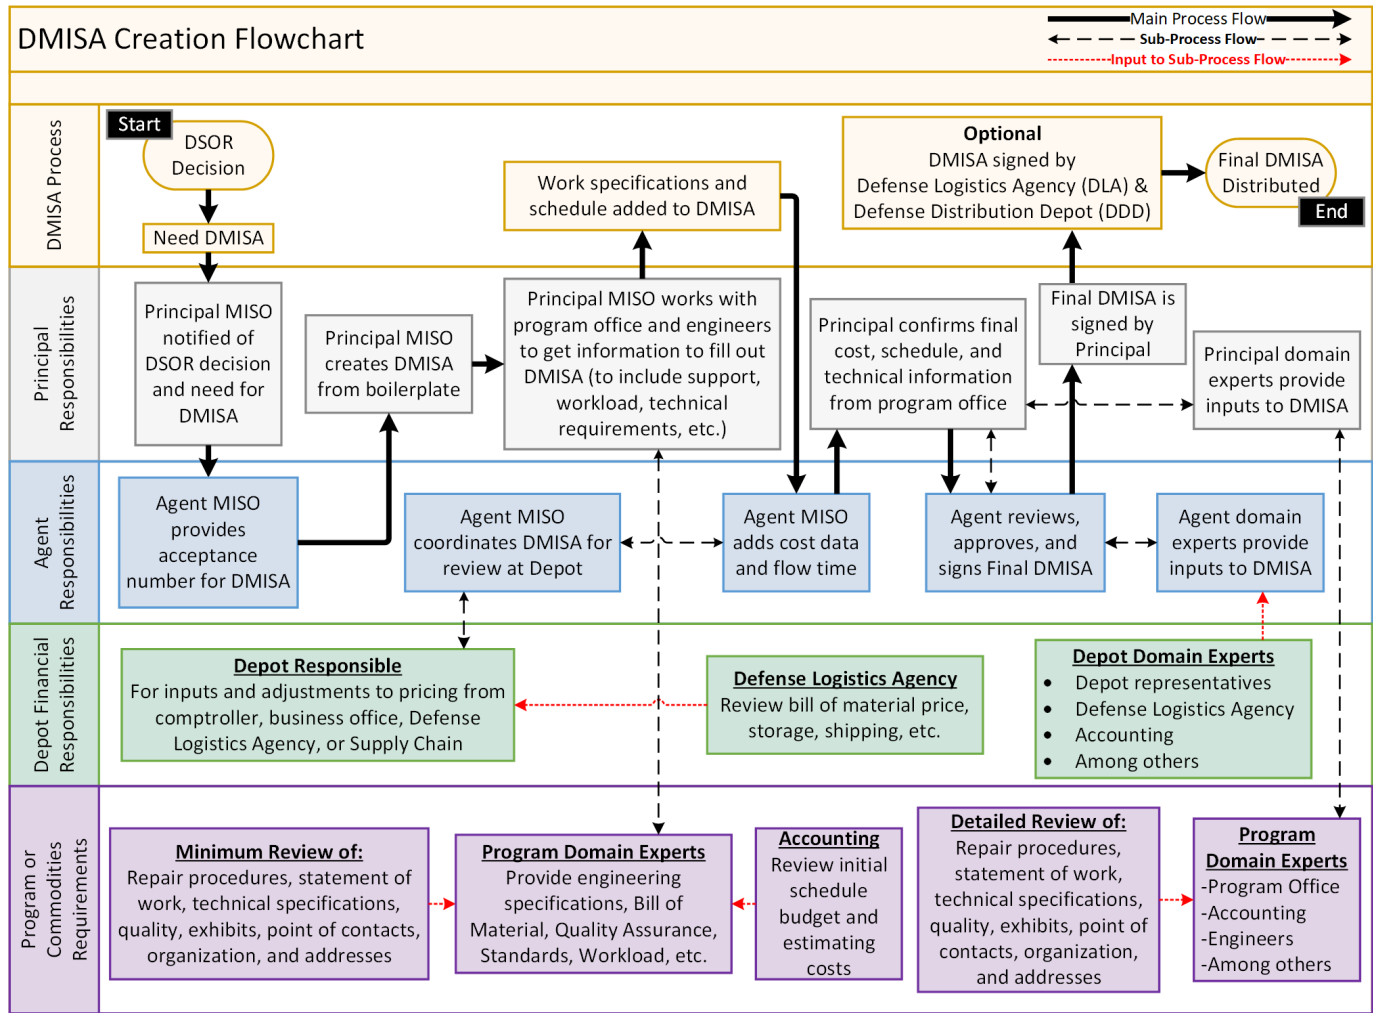 DMISA Creation Flowchart
Main Process Flow
Sub-Process Flow
Input to Sub-Process Flow
DMISA Process
Start
DSOR
Decision
Need DMISA
Work specifications and
schedule added to DMISA
Optional
DMISA signed by
Defense Logistics Agency (DLA) &
Defense Distribution Depot (DDD)
Final DMISA
Distributed
End
Principal
Responsibilities
Principal MISO
notified of
DSOR decision
and need for
DMISA
Principal MISO
creates DMISA
from boilerplate
Principal MISO works with
program office and engineers
to get information to fill out
DMISA (to include support,
workload, technical
requirements, etc.)
Principal confirms final
cost, schedule, and
technical information
from program office
Final DMISA is
signed by
Principal
Principal domain
experts provide
inputs to DMISA
Agent
Responsibilities
Agent MISO
provides
acceptance
number for DMISA
Agent MISO
coordinates DMISA for
review at Depot
Agent MISO
adds cost data
and flow time
Agent reviews,
approves, and
signs Final DMISA
Agent domain
experts provide
inputs to DMISA
Depot Financial
Responsibilities
Depot Responsible
For inputs and adjustments to pricing from
comptroller, business office, Defense
Logistics Agency, or Supply Chain
Defense Logistics Agency
Review bill of material price,
storage, shipping, etc.
Depot Domain Experts
• Depot representatives
• Defense Logistics Agency
• Accounting
• Among others
Program or
Commodities
Requirements
Minimum Review of:
Repair procedures, statement of
work, technical specifications,
quality, exhibits, point of contacts,
organization, and addresses
Program Domain Experts
Provide engineering
specifications, Bill of
Material, Quality Assurance,
Standards, Workload, etc.
Accounting
Review initial
schedule
budget and
estimating
costs
Detailed Review of:
Repair procedures,
statement of work,
technical specifications,
quality, exhibits, point of
contacts, organization,
and addresses
Program
Domain Experts
-Program Office
-Accounting
-Engineers
-Among others